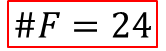 #F = 24